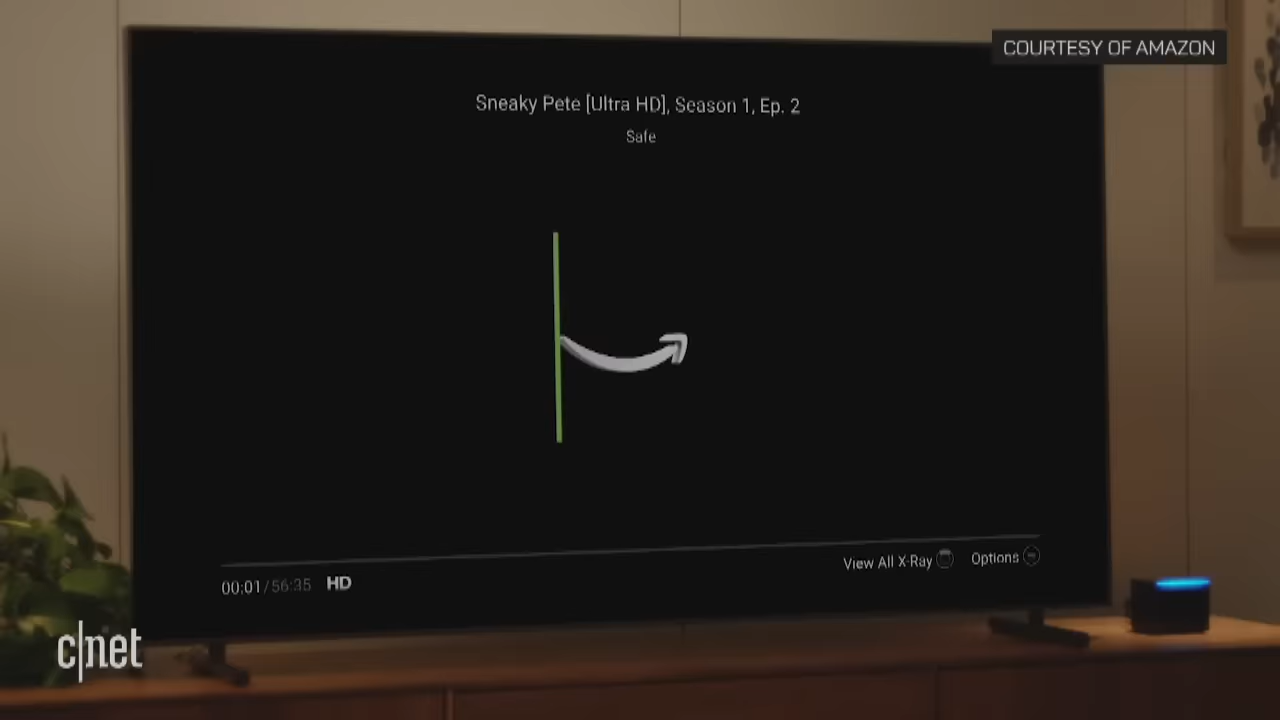 COURTESY OF AMAZON
Sneaky Pete [Ultra HD], Season 1, Ep. 2
Safe
View All X-Ray Options
00:01/56:35 HD
c|net